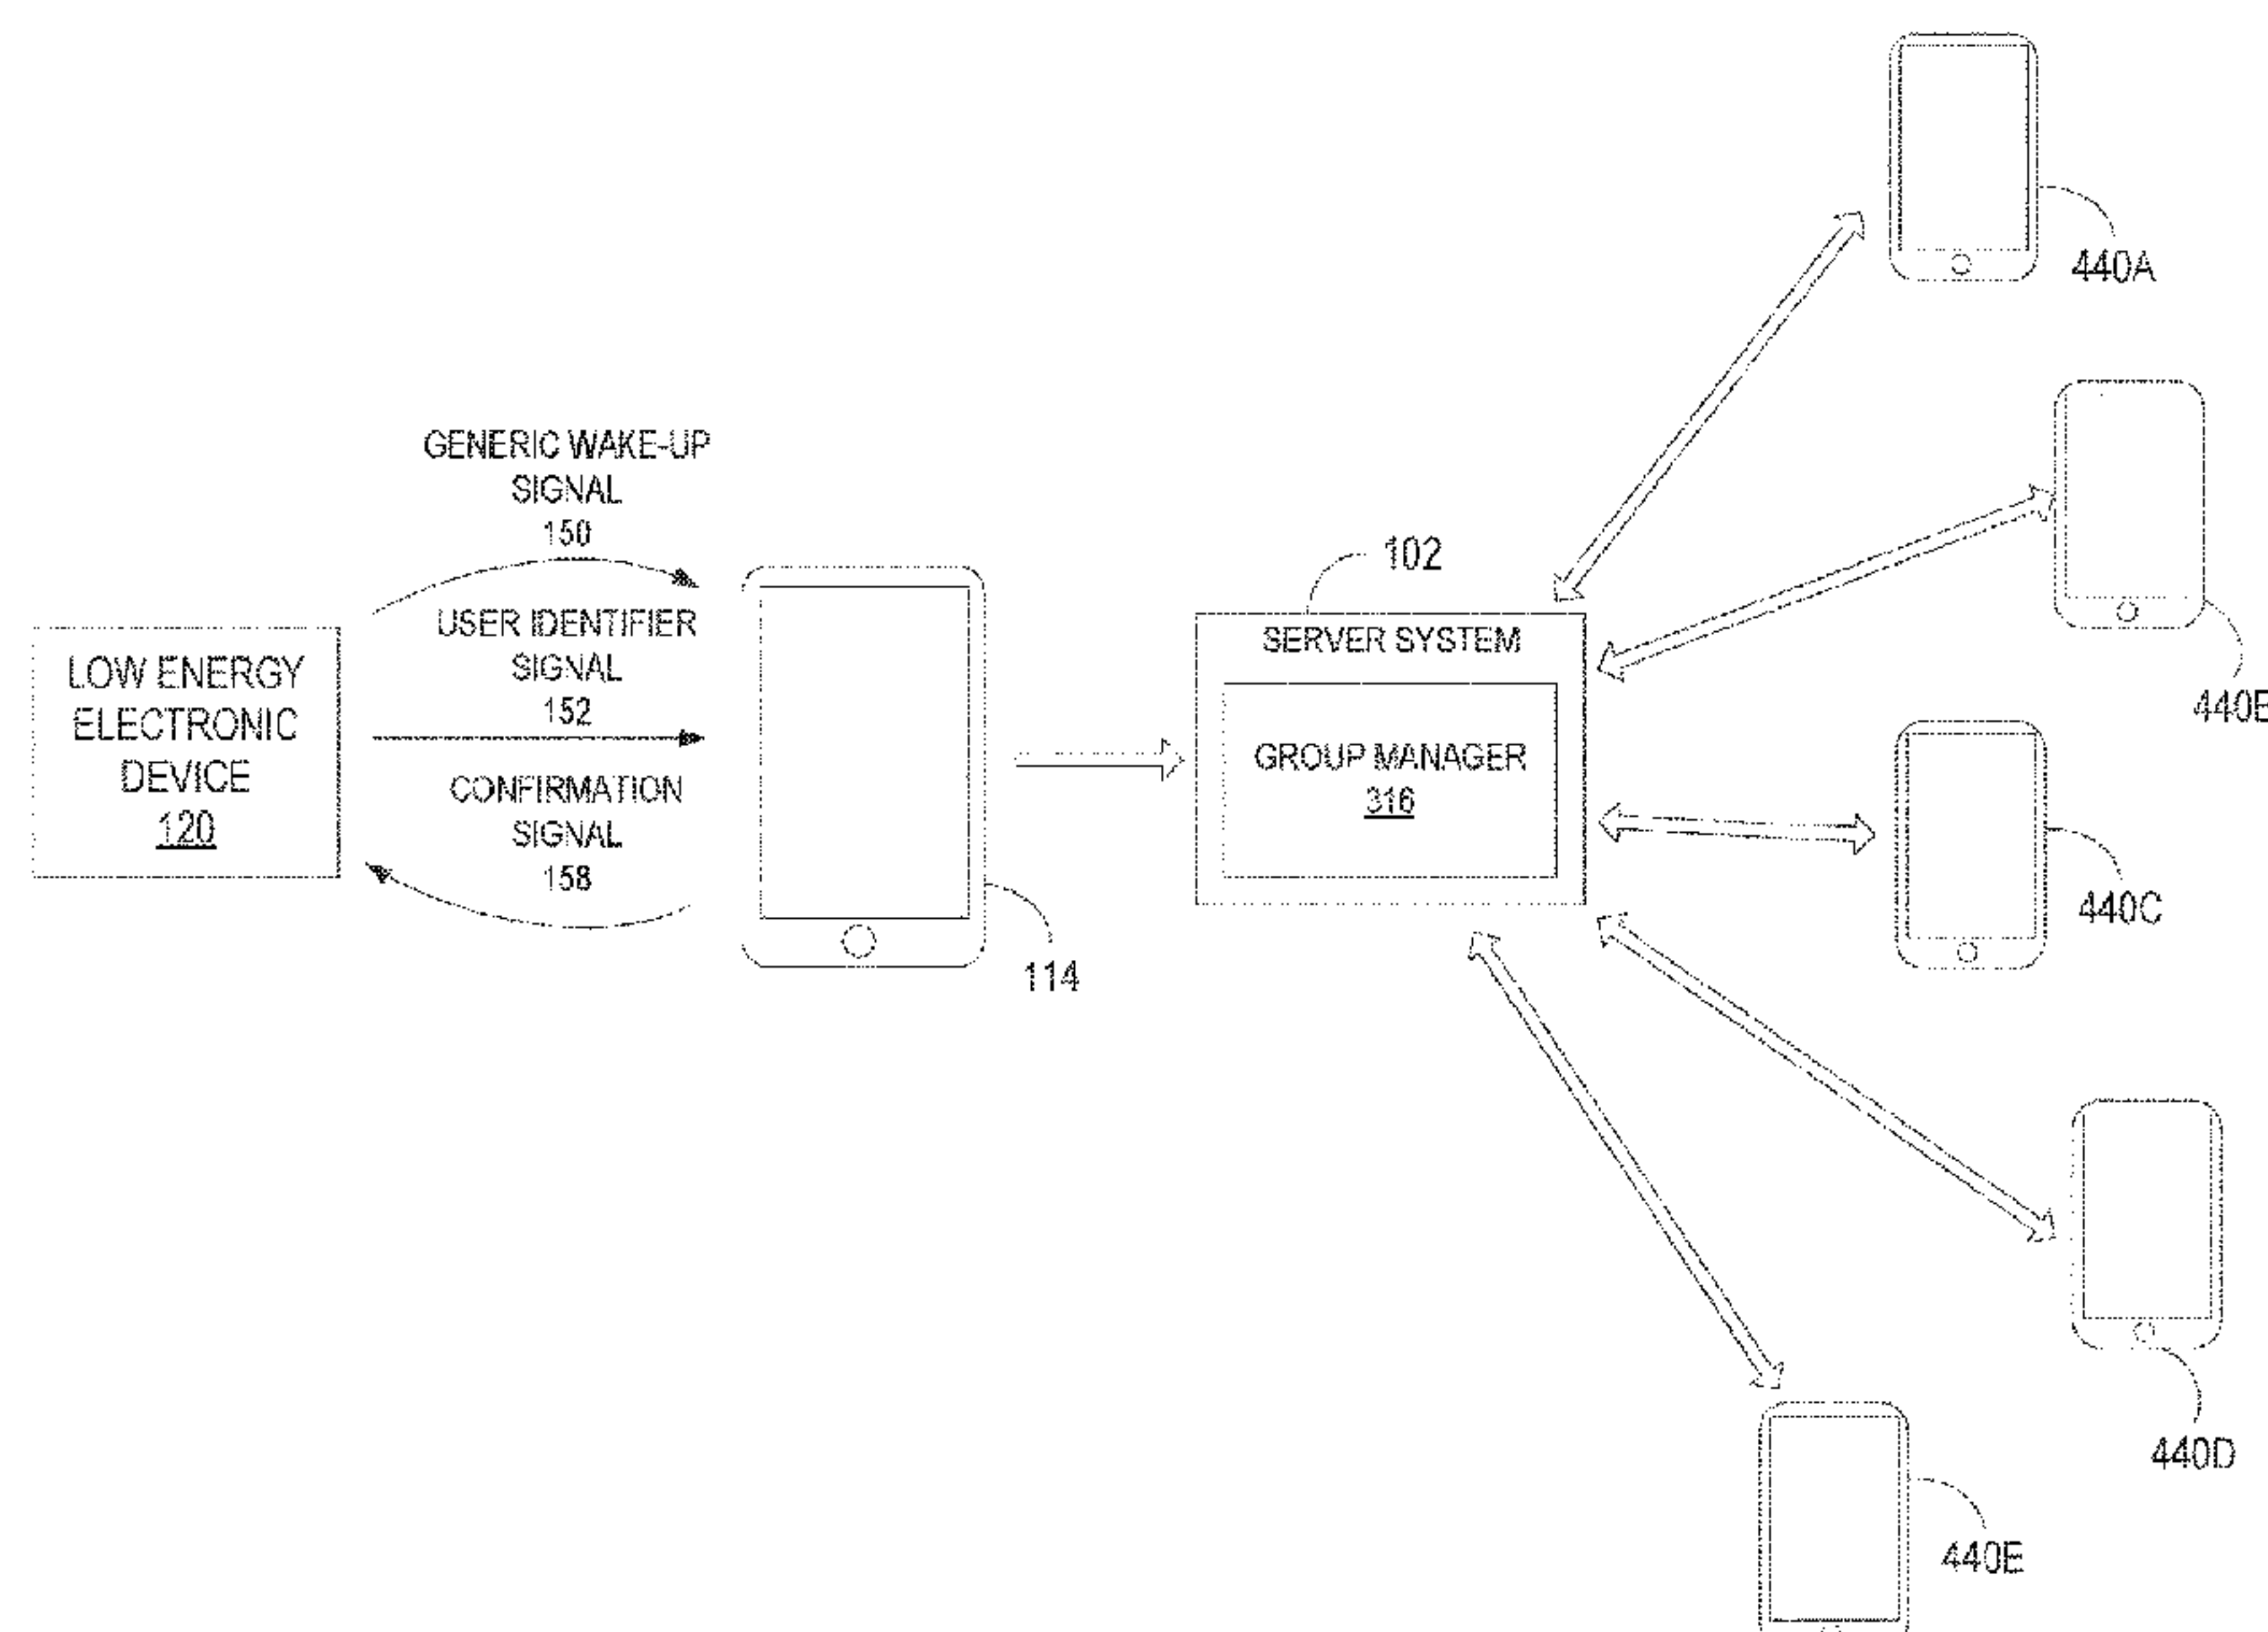 GENERIC WAKE-UP
SIGNAL
150
USER IDENTIFIER
SIGNAL
152
CONFIRMATION
SIGNAL
158
LOW ENERGY
ELECTRONIC
DEVICE
120
114
102
SERVER SYSTEM
GROUP MANAGER
316
440A
440B
440C
440D
440E